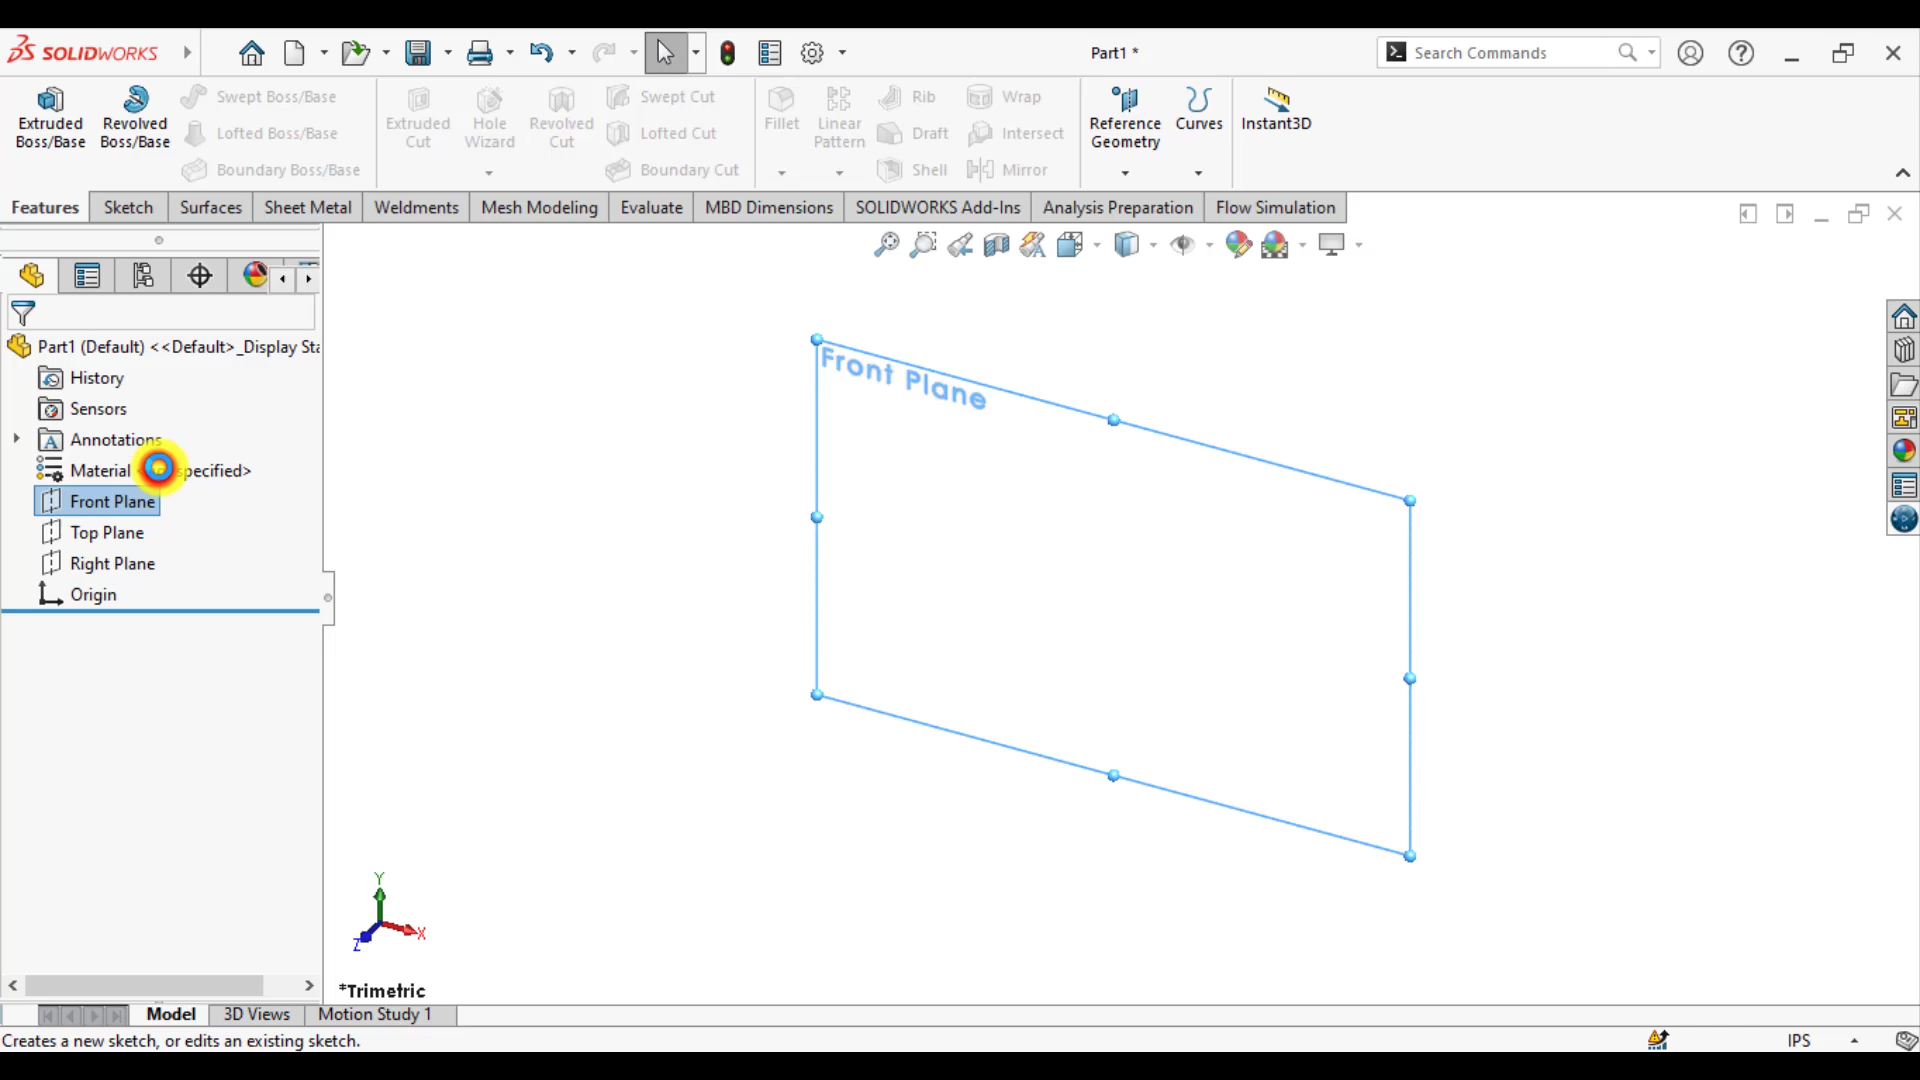 SOLIDWORKS
Part1 *
Search Commands
Extruded Boss/Base
Revolved Boss/Base
Swept Boss/Base
Lofted Boss/Base
Boundary Boss/Base
Extruded Cut
Hole Wizard
Revolved Cut
Swept Cut
Lofted Cut
Boundary Cut
Fillet
Linear Pattern
Rib
Draft
Shell
Wrap
Intersect
Mirror
Reference Geometry
Curves
Instant3D
Features
Sketch
Surfaces
Sheet Metal
Weldments
Mesh Modeling
Evaluate
MBD Dimensions
SOLIDWORKS Add-Ins
Analysis Preparation
Flow Simulation
Part1 (Default) <<Default>_Display Sta
History
Sensors
Annotations
Material specified>
Front Plane
Top Plane
Right Plane
Origin
Front Plane
Y
X
Z
*Trimetric
Model
3D Views
Motion Study 1
Creates a new sketch, or edits an existing sketch.
IPS